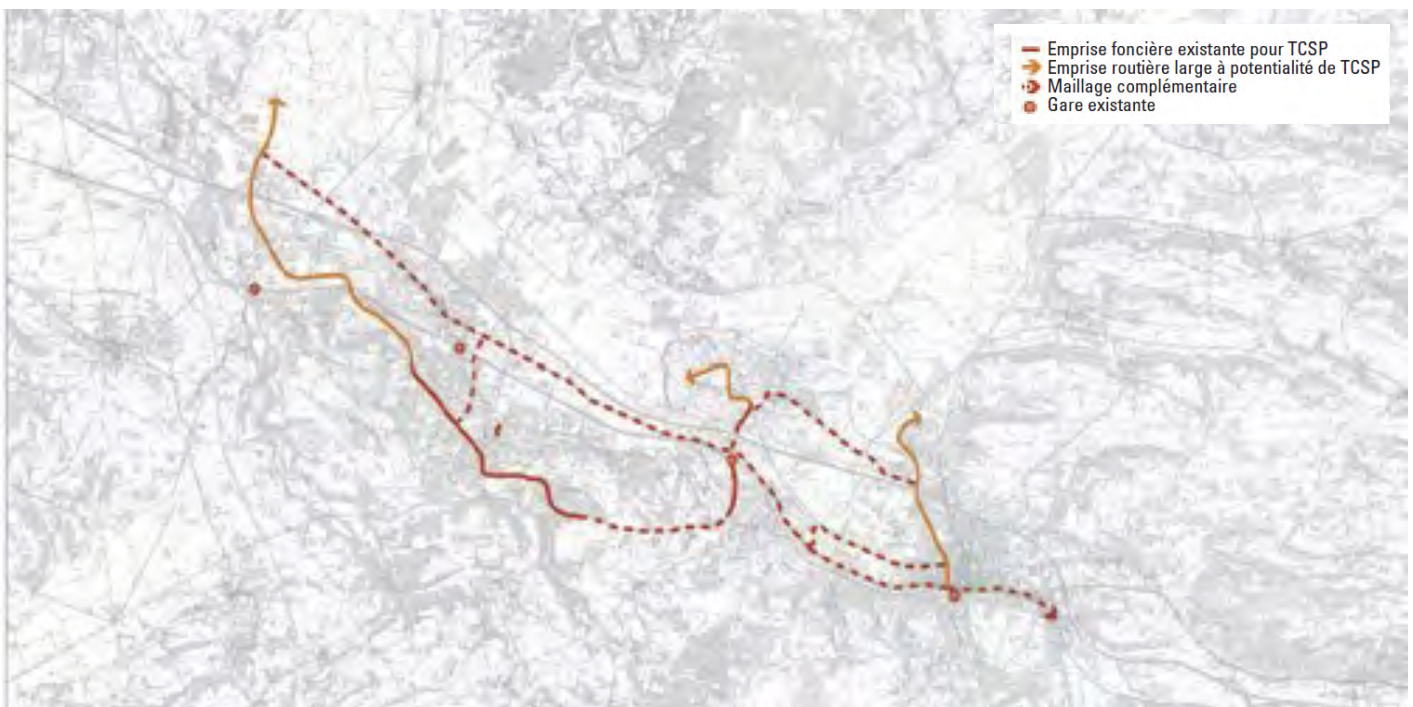 Emprise foncière existante pour TCSP
Emprise routière large à potentialité de TCSP
Maillage complémentaire
Gare existante